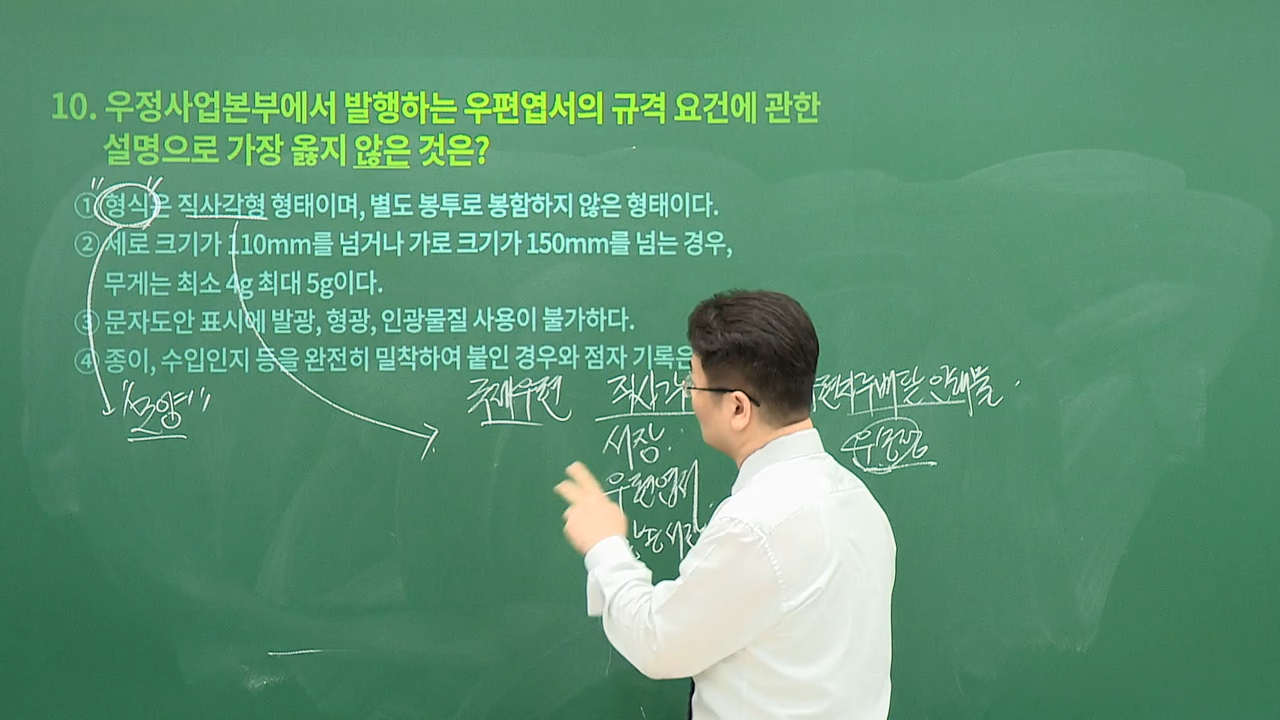 10. 우정사업본부에서 발행하는 우편엽서의 규격 요건에 관한
설명으로 가장 옳지 않은 것은?
① 형식은 직사각형 형태이며, 별도 봉투로 봉함하지 않은 형태이다.
② 세로 크기가 110mm를 넘거나 가로 크기가 150mm를 넘는 경우,
무게는 최소 4g 최대 5g이다.
③ 문자도안 표시에 발광, 형광, 인광물질 사용이 불가하다.
④ 종이, 수입인지 등을 완전히 밀착하여 붙인 경우와 점자 기록은
"모양"
국제우편 직사각
서장
우편엽서